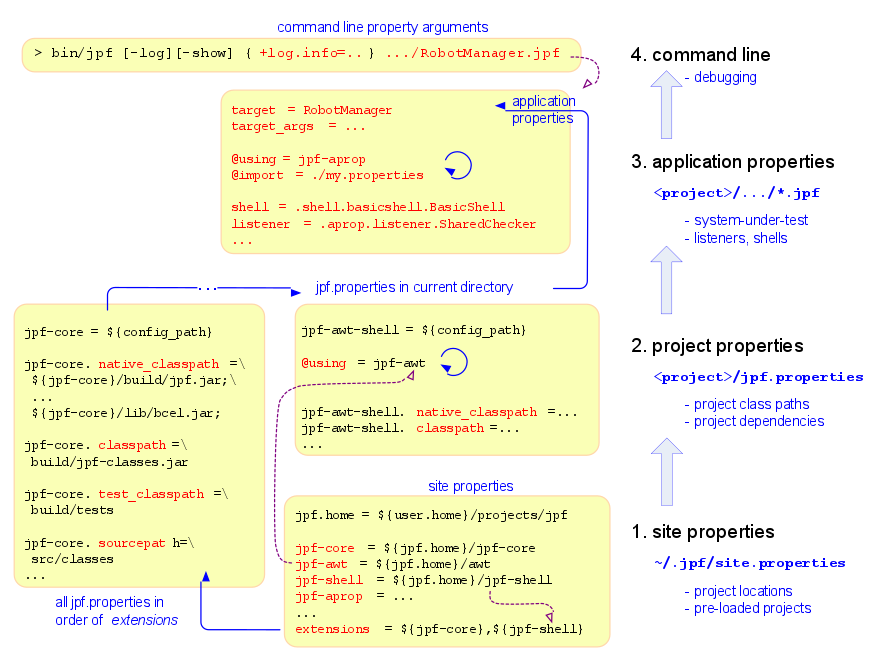 command line property arguments
> bin/jpf [-log][-show] { +log.info=.. } .../RobotManager.jpf
application
properties
target = RobotManager
target_args = ...
@using = jpf-aprop
@import = ./my.properties
shell = .shell.basicshell.BasicShell
listener = .aprop.listener.SharedChecker
...
...
jpf.properties in current directory
jpf-core = ${config_path}
jpf-core. native_classpath =\
${jpf-core}/build/jpf.jar;\
...
${jpf-core}/lib/bcel.jar;
jpf-core. classpath =\
build/jpf-classes.jar
jpf-core. test_classpath =\
build/tests
jpf-core. sourcepat h=\
src/classes
...
all jpf.properties in
order of extensions
jpf-awt-shell = ${config_path}
@using = jpf-awt
jpf-awt-shell. native_classpath =...
jpf-awt-shell. classpath =...
...
site properties
jpf.home = ${user.home}/projects/jpf
jpf-core = ${jpf.home}/jpf-core
jpf-awt = ${jpf.home}/awt
jpf-shell = ${jpf.home}/jpf-shell
jpf-aprop = ...
...
extensions = ${jpf-core},${jpf-shell}
4. command line
- debugging
3. application properties
<project>/.../*.jpf
- system-under-test
- listeners, shells
2. project properties
<project>/jpf.properties
- project class paths
- project dependencies
1. site properties
~/.jpf/site.properties
- project locations
- pre-loaded projects